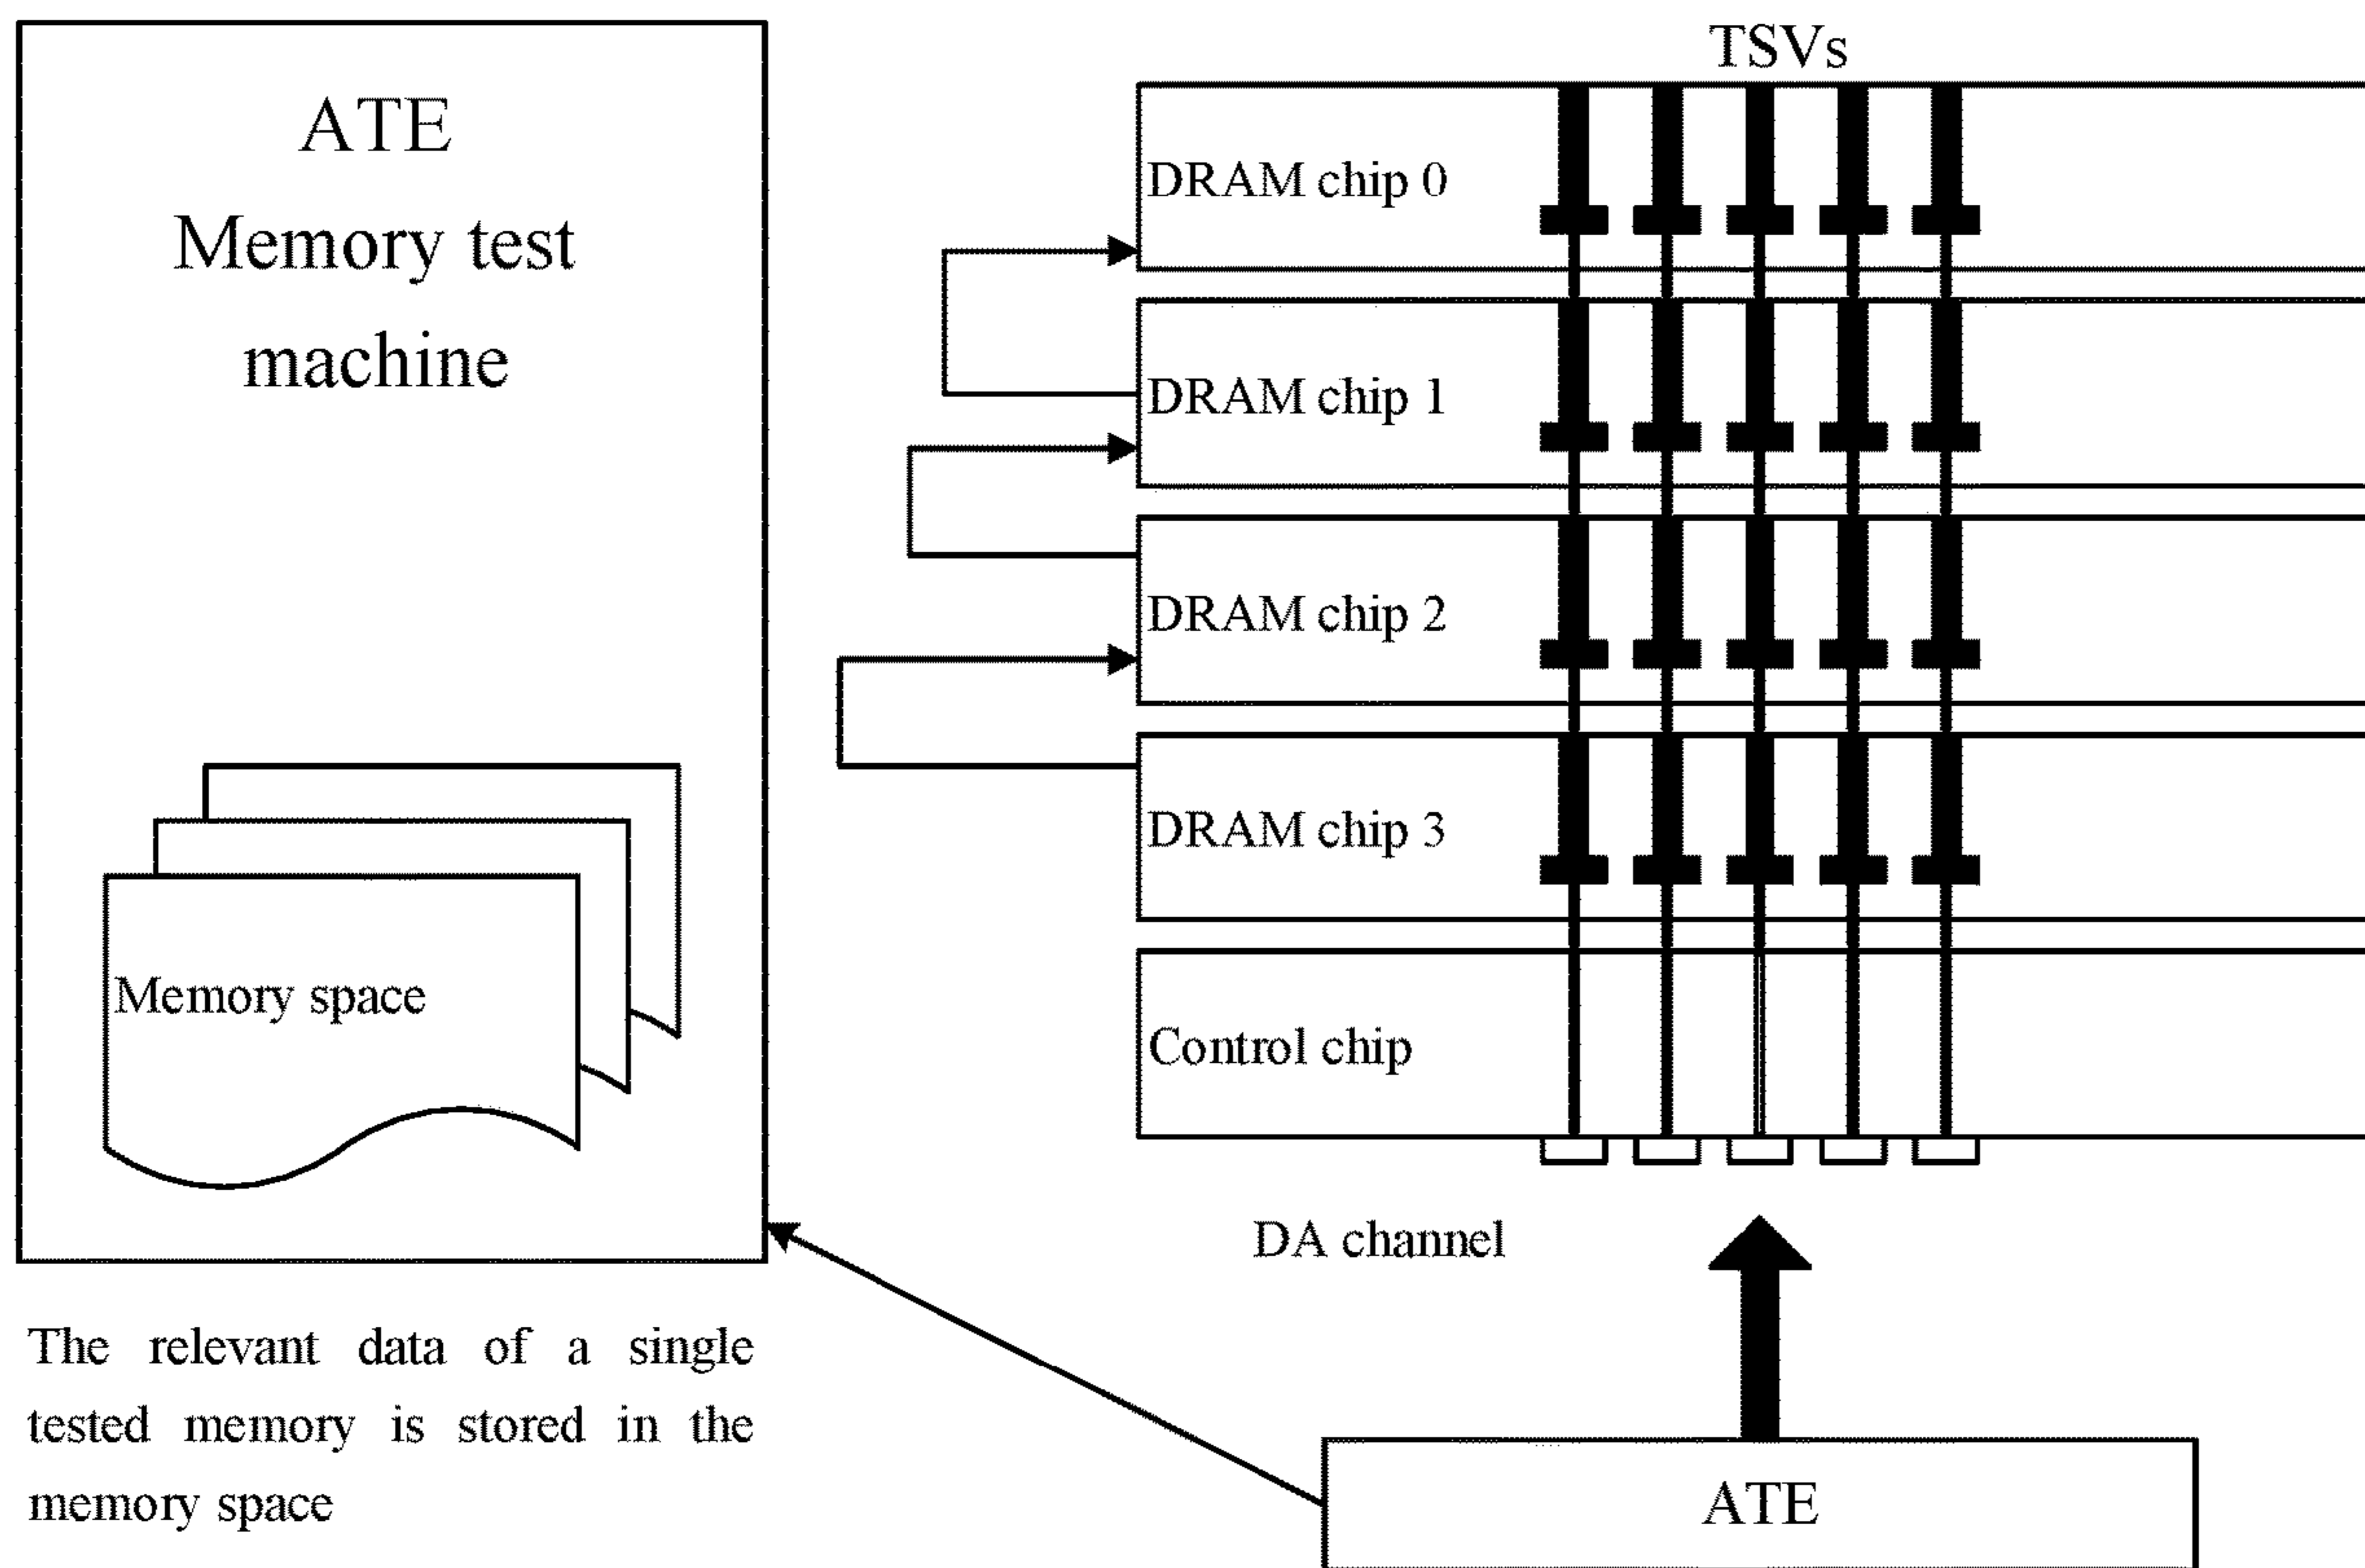 ATE
Memory test
machine
Memory space
The relevant data of a single
tested memory is stored in the
memory space
TSVs
DRAM chip 0
DRAM chip 1
DRAM chip 2
DRAM chip 3
Control chip
DA channel
ATE